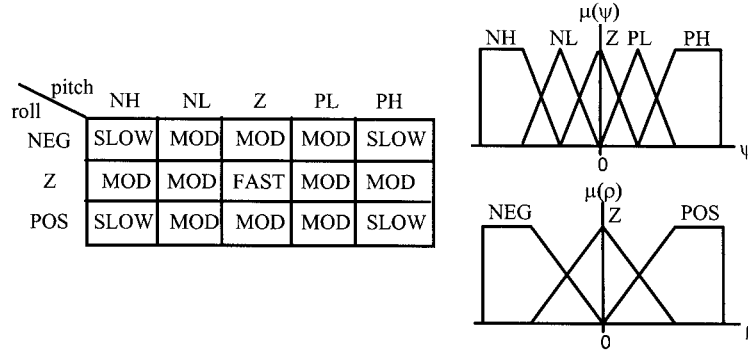 pitch
roll
NH NL Z PL PH
NEG SLOW MOD MOD MOD SLOW
Z MOD MOD FAST MOD MOD
POS SLOW MOD MOD MOD SLOW
μ(ψ)
NH NL Z PL PH
0 ψ
μ(ρ)
NEG Z POS
0